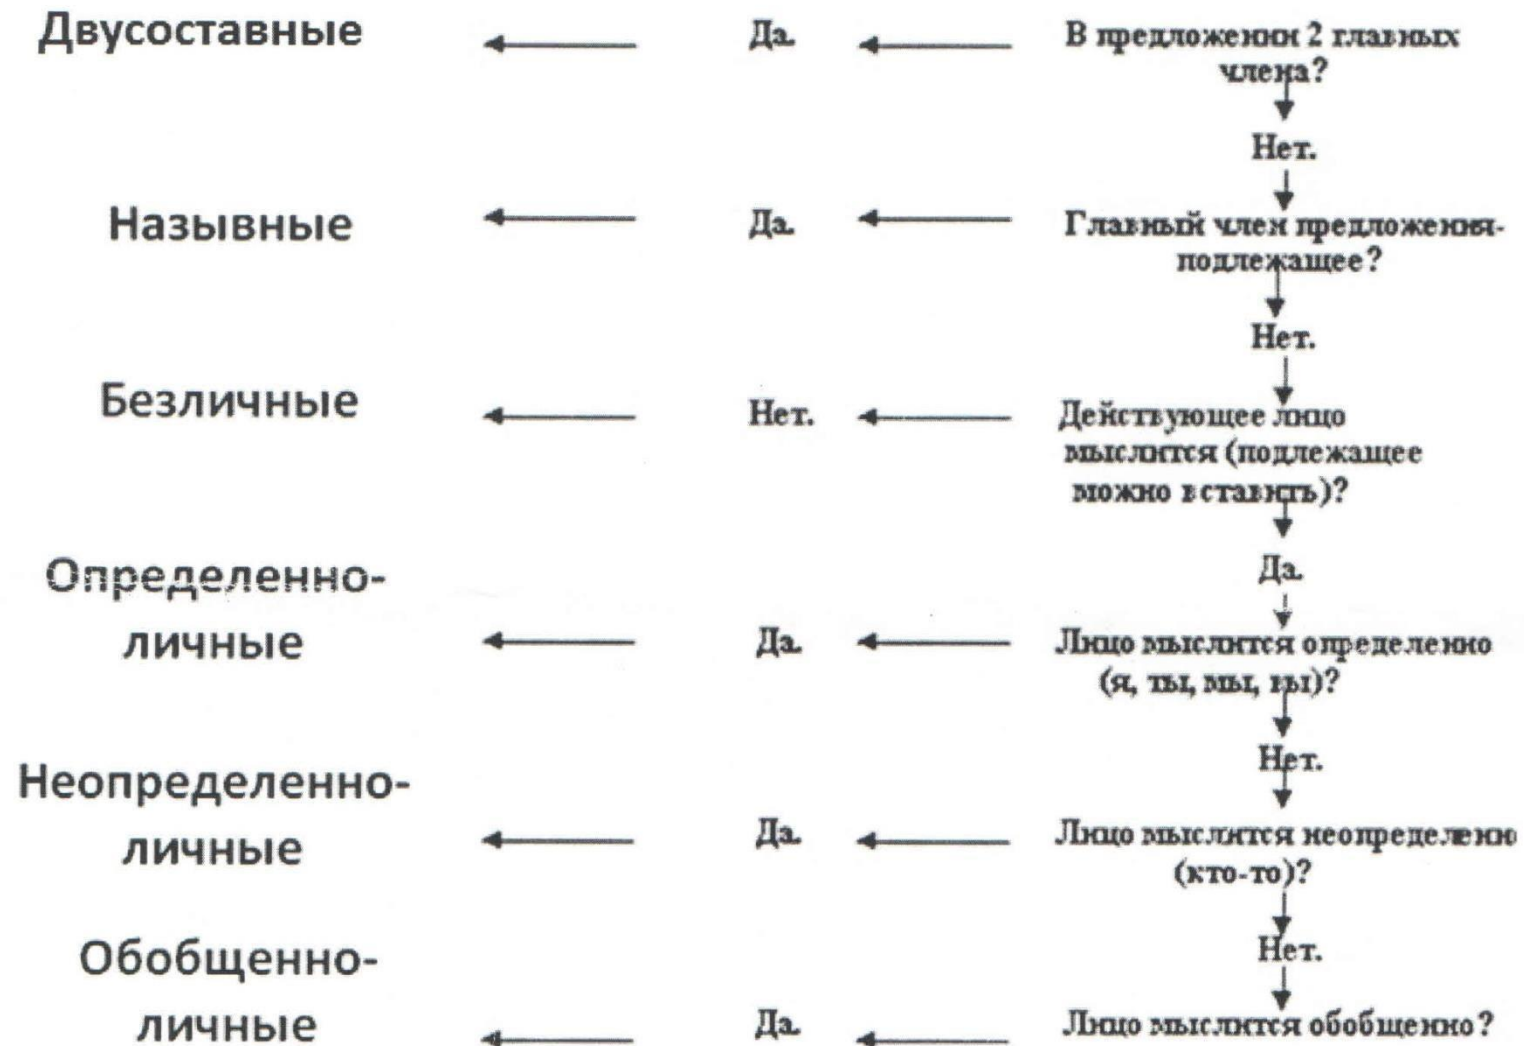 Двусоставные
Да.
В предложении 2 главных
члена?
Нет.
Назывные
Да.
Главный член предложения-
подлежащее?
Нет.
Безличные
Нет.
Действующее лицо
мыслится (подлежащее
можно вставить)?
Да.
Определенно-
личные
Да.
Лицо мыслится определенно
(я, ты, мы, вы)?
Нет.
Неопределенно-
личные
Да.
Лицо мыслится неопределенно
(кто-то)?
Нет.
Обобщенно-
личные
Да.
Лицо мыслится обобщенно?